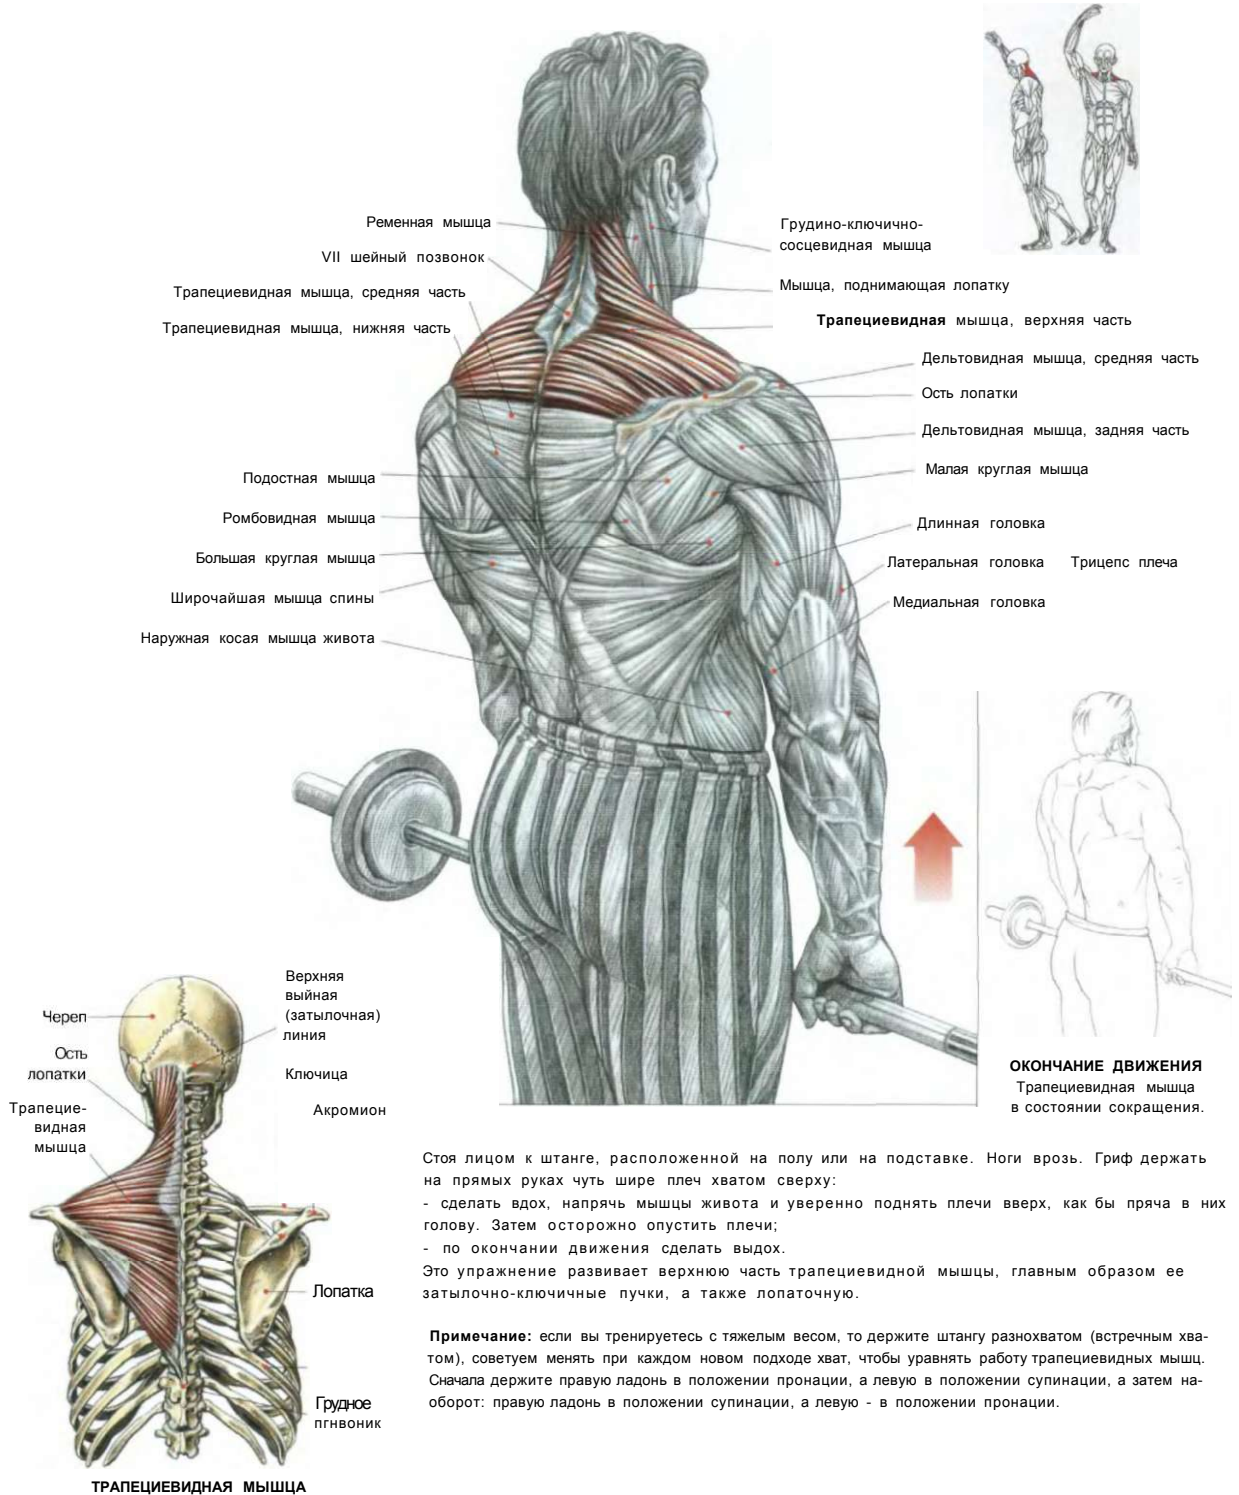 Ременная мышца
VII шейный позвонок
Трапециевидная мышца, средняя часть
Трапециевидная мышца, нижняя часть
Подостная мышца
Ромбовидная мышца
Большая круглая мышца
Широчайшая мышца спины
Наружная косая мышца живота
Грудино-ключично-
сосцевидная мышца
Мышца, поднимающая лопатку
Трапециевидная мышца, верхняя часть
Дельтовидная мышца, средняя часть
Ость лопатки
Дельтовидная мышца, задняя часть
Малая круглая мышца
Длинная головка
Латеральная головка Трицепс плеча
Медиальная головка
ОКОНЧАНИЕ ДВИЖЕНИЯ
Трапециевидная мышца
в состоянии сокращения.
Череп
Ость
лопатки
Трапецие-
видная
мышца
Верхняя
выйная
(затылочная)
линия
Ключица
Акромион
Лопатка
Грудное
пгнвоник
ТРАПЕЦИЕВИДНАЯ МЫШЦА
Стоя лицом к штанге, расположенной на полу или на подставке. Ноги врозь. Гриф держать
на прямых руках чуть шире плеч хватом сверху:
- сделать вдох, напрячь мышцы живота и уверенно поднять плечи вверх, как бы пряча в них
голову. Затем осторожно опустить плечи;
- по окончании движения сделать выдох.
Это упражнение развивает верхнюю часть трапециевидной мышцы, главным образом ее
затылочно-ключичные пучки, а также лопаточную.
Примечание: если вы тренируетесь с тяжелым весом, то держите штангу разнохватом (встречным хва-
том), советуем менять при каждом новом подходе хват, чтобы уравнять работу трапециевидных мышц.
Сначала держите правую ладонь в положении пронации, а левую в положении супинации, а затем на-
оборот: правую ладонь в положении супинации, а левую - в положении пронации.